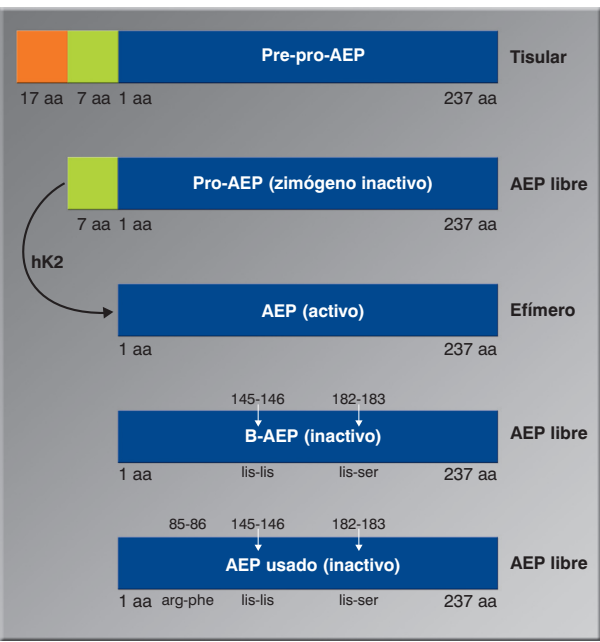 Pre-pro-AEP Tisular
17 aa 7 aa 1 aa 237 aa
Pro-AEP (zimógeno inactivo) AEP libre
7 aa 1 aa 237 aa
hK2
AEP (activo) Efímero
1 aa 237 aa
145-146 182-183
B-AEP (inactivo) AEP libre
1 aa lis-lis lis-ser 237 aa
85-86 145-146 182-183
AEP usado (inactivo) AEP libre
1 aa arg-phe lis-lis lis-ser 237 aa